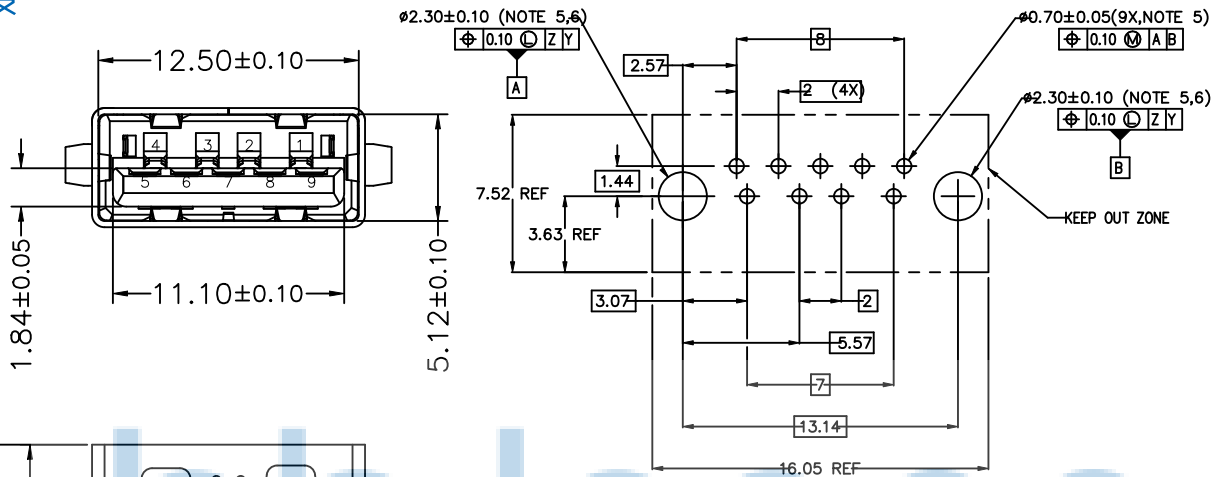 x
⌀2.30±0.10 (NOTE 5,6)
⌖ 0.10 Ⓛ Z Y
A
12.50±0.10
4 3 2 1
5 6 7 8 9
1.84±0.05
11.10±0.10
5.12±0.10
8
2.57
2 (4X)
⌀0.70±0.05(9X,NOTE 5)
⌖ 0.10 Ⓜ A B
⌀2.30±0.10 (NOTE 5,6)
⌖ 0.10 Ⓛ Z Y
B
1.44
7.52 REF
3.63 REF
KEEP OUT ZONE
3.07
2
5.57
7
13.14
16.05 REF